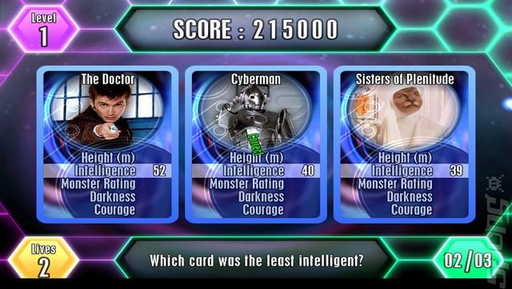 Level
1
SCORE : 215000
The Doctor
Height (m)
Intelligence 52
Monster Rating
Darkness
Courage
Cyberman
Height (m)
Intelligence 40
Monster Rating
Darkness
Courage
Sisters of Plenitude
Height (m)
Intelligence 39
Monster Rating
Darkness
Courage
Lives
2
Which card was the least intelligent?
02/03